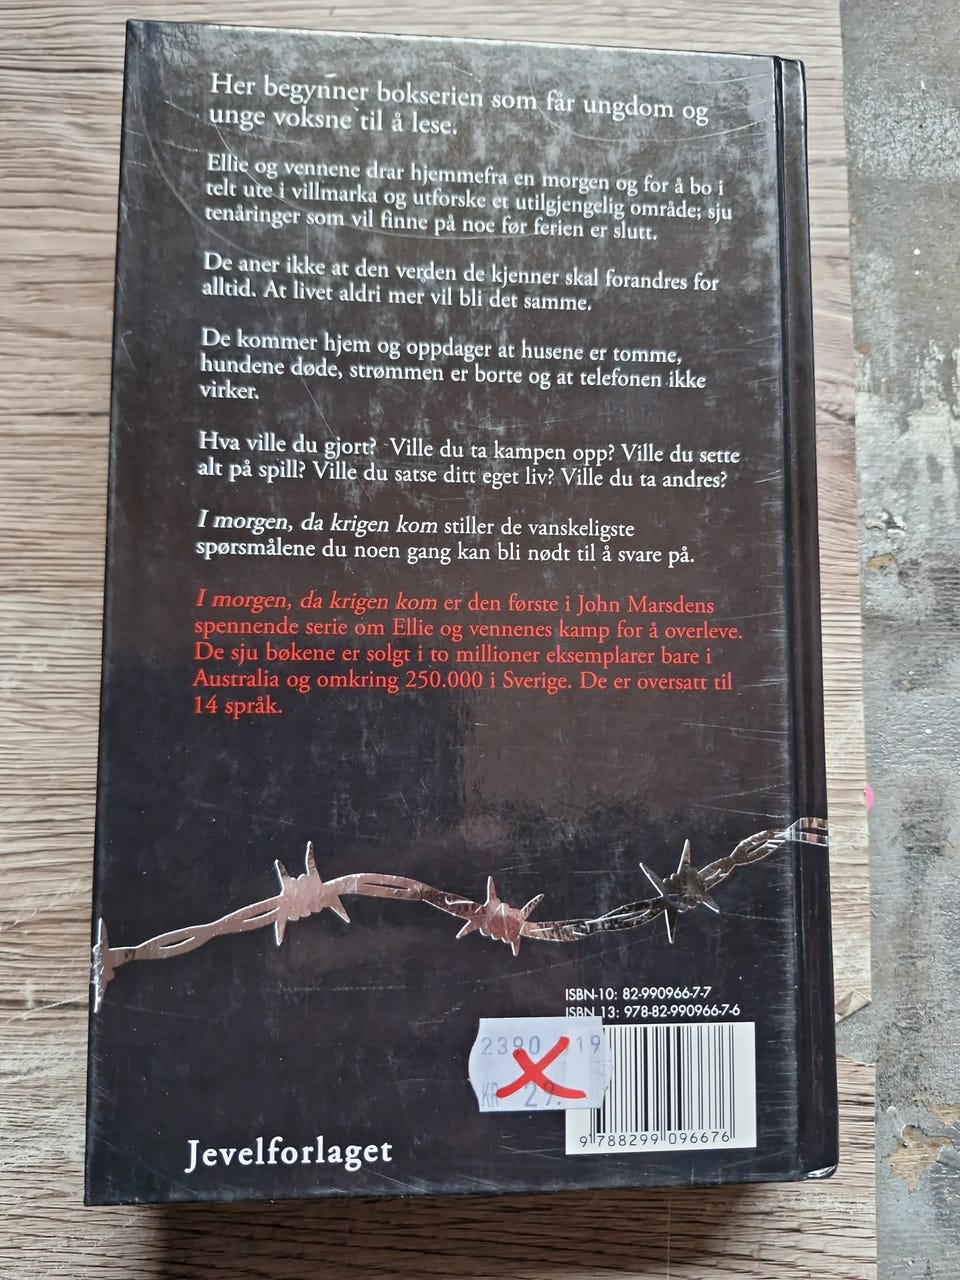 Her begynner bokserien som får ungdom og
unge voksne til å lese.
Ellie og vennene drar hjemmefra en morgen og for å bo i
telt ute i villmarka og utforske et utilgjengelig område; sju
tenåringer som vil finne på noe før ferien er slutt.
De aner ikke at den verden de kjenner skal forandres for
alltid. At livet aldri mer vil bli det samme.
De kommer hjem og oppdager at husene er tomme,
hundene døde, strømmen er borte og at telefonen ikke
virker.
Hva ville du gjort? Ville du ta kampen opp? Ville du sette
alt på spill? Ville du satse ditt eget liv? Ville du ta andres?
I morgen, da krigen kom stiller de vanskeligste
spørsmålene du noen gang kan bli nødt til å svare på.
I morgen, da krigen kom er den første i John Marsdens
spennende serie om Ellie og vennenes kamp for å overleve.
De sju bøkene er solgt i to millioner eksemplarer bare i
Australia og omkring 250.000 i Sverige. De er oversatt til
14 språk.
ISBN-10: 82-990966-7-7
ISBN 13: 978-82-990966-7-6
KR 29.
9 788299 096676
Jevelforlaget